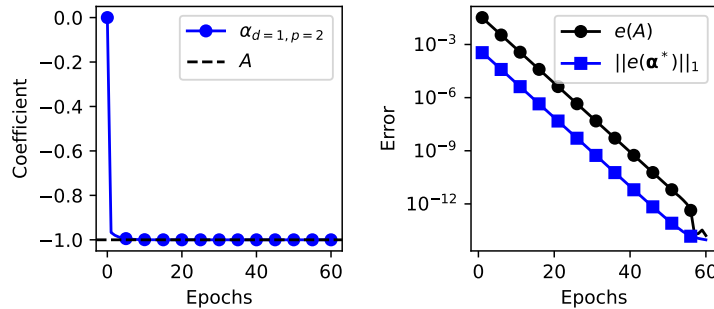 0.0
−0.2
−0.4
−0.6
−0.8
−1.0
Coefficient
0 20 40 60
Epochs
α_{d=1, p=2}
A
10^{−3}
10^{−6}
10^{−9}
10^{−12}
Error
0 20 40 60
Epochs
e(A)
||e(α*)||_1